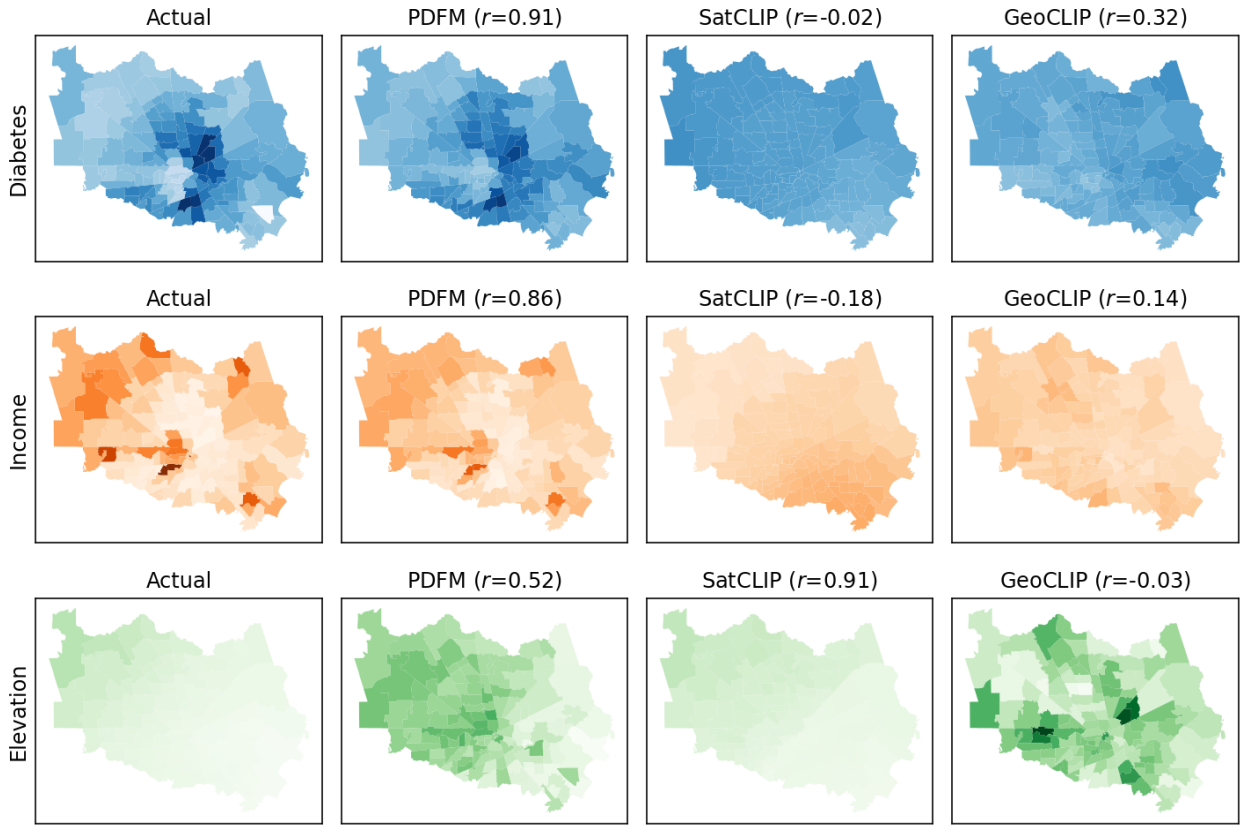 Actual PDFM (r=0.91) SatCLIP (r=-0.02) GeoCLIP (r=0.32)
Diabetes
Actual PDFM (r=0.86) SatCLIP (r=-0.18) GeoCLIP (r=0.14)
Income
Actual PDFM (r=0.52) SatCLIP (r=0.91) GeoCLIP (r=-0.03)
Elevation